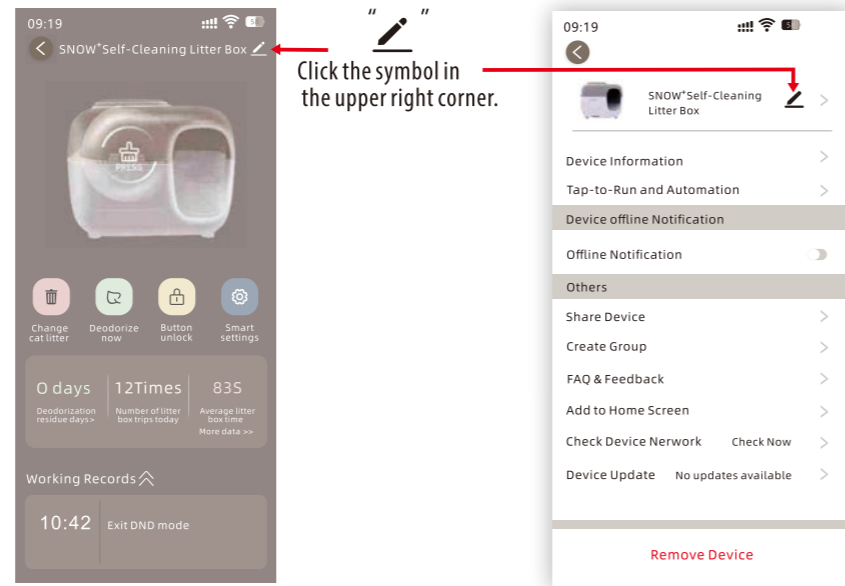 09:19
SNOW⁺Self-Cleaning Litter Box
PRESS
Change
cat litter
Deodorize
now
Button
unlock
Smart
settings
0 days
Deodorization
residue days>
12Times
Number of litter
box trips today
83S
Average litter
box time
More data >>
Working Records
10:42 Exit DND mode
" "
Click the symbol in
the upper right corner.
09:19
SNOW⁺Self-Cleaning
Litter Box
Device Information
Tap-to-Run and Automation
Device offline Notification
Offline Notification
Others
Share Device
Create Group
FAQ & Feedback
Add to Home Screen
Check Device Nerwork Check Now
Device Update No updates available
Remove Device